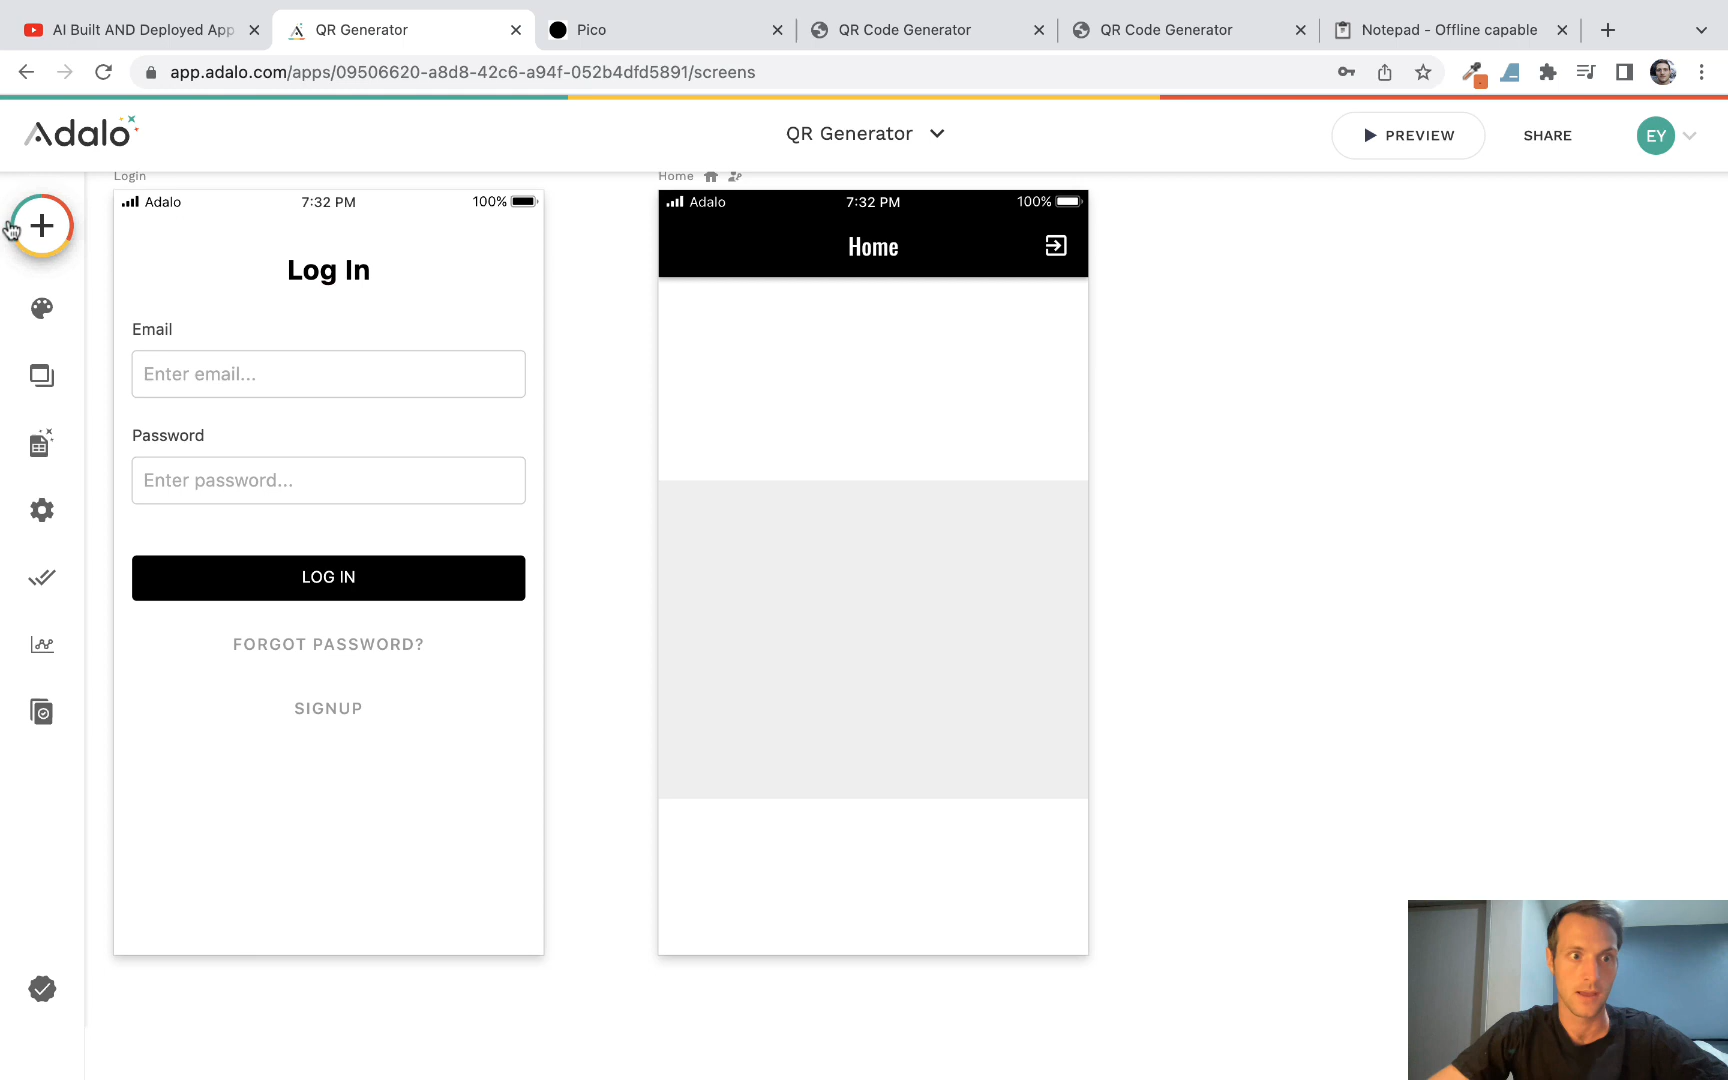 AI Built AND Deployed App
QR Generator
Pico
QR Code Generator
QR Code Generator
Notepad - Offline capable
app.adalo.com/apps/09506620-a8d8-42c6-a94f-052b4dfd5891/screens
Adalo
QR Generator
PREVIEW
SHARE
EY
Login
Adalo
7:32 PM
100%
Log In
Email
Enter email...
Password
Enter password...
LOG IN
FORGOT PASSWORD?
SIGNUP
Home
Adalo
7:32 PM
100%
Home